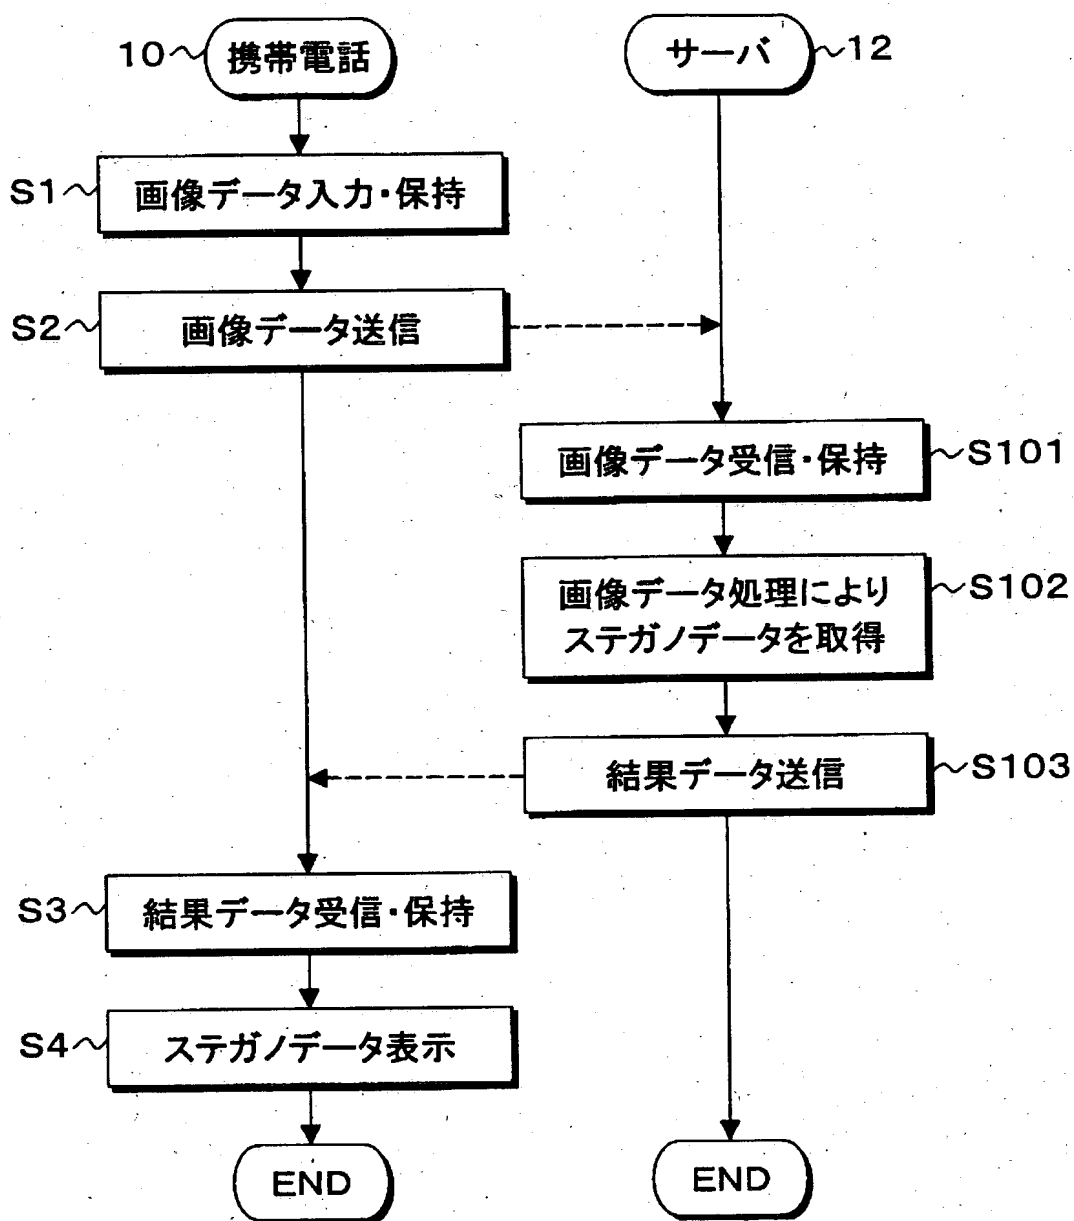 10
携帯電話
サーバ
12
S1
画像データ入力・保持
S2
画像データ送信
画像データ受信・保持
S101
画像データ処理により
ステガノデータを取得
S102
結果データ送信
S103
S3
結果データ受信・保持
S4
ステガノデータ表示
END
END